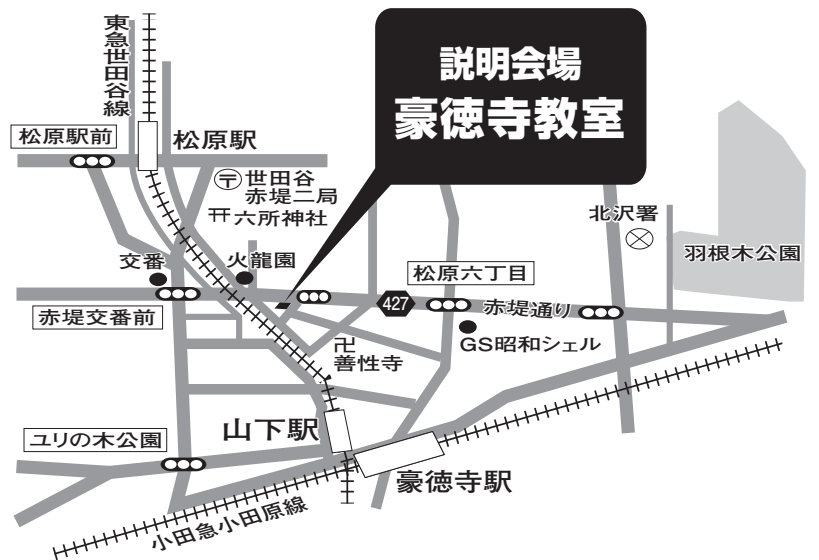 説明会場
豪徳寺教室
東急世田谷線
松原駅前
松原駅
世田谷
赤堤二局
六所神社
北沢署
羽根木公園
交番
火龍園
松原六丁目
赤堤交番前
427
赤堤通り
GS昭和シェル
卍
善性寺
山下駅
ユリの木公園
豪徳寺駅
小田急小田原線